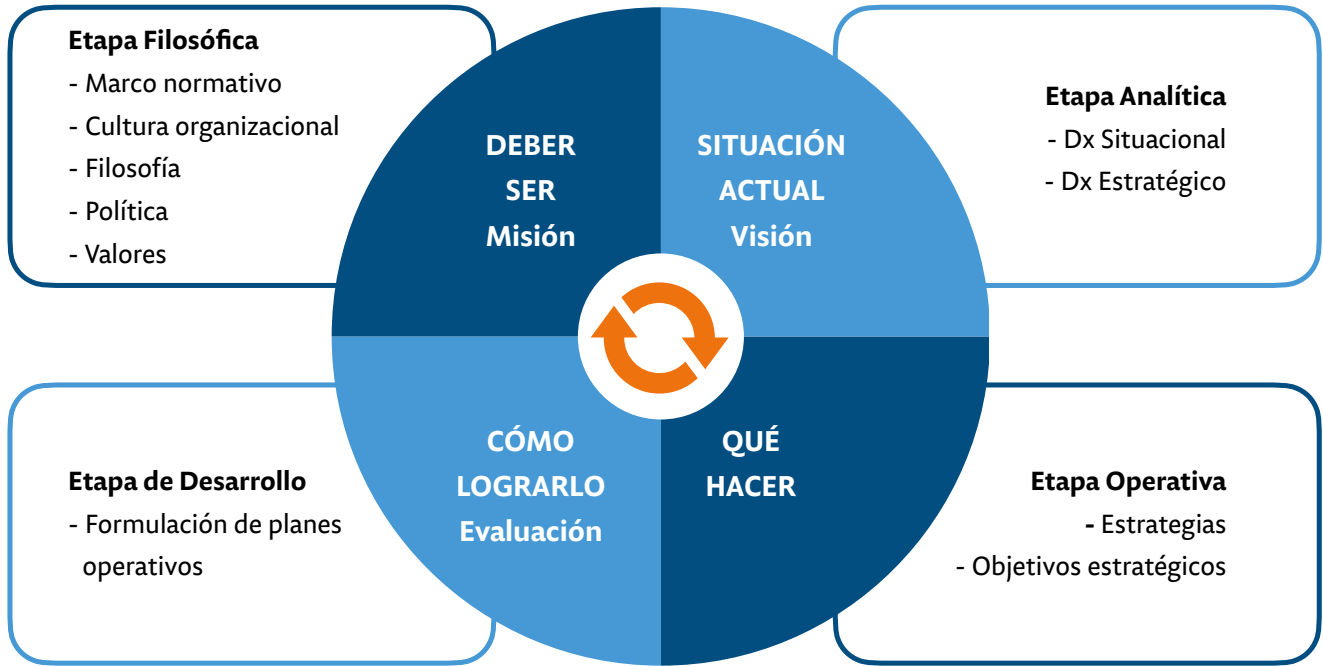 Etapa Filosófica
- Marco normativo
- Cultura organizacional
- Filosofía
- Política
- Valores
DEBER
SER
Misión
SITUACIÓN
ACTUAL
Visión
Etapa Analítica
- Dx Situacional
- Dx Estratégico
Etapa de Desarrollo
- Formulación de planes
operativos
CÓMO
LOGRARLO
Evaluación
QUÉ
HACER
Etapa Operativa
- Estrategias
- Objetivos estratégicos